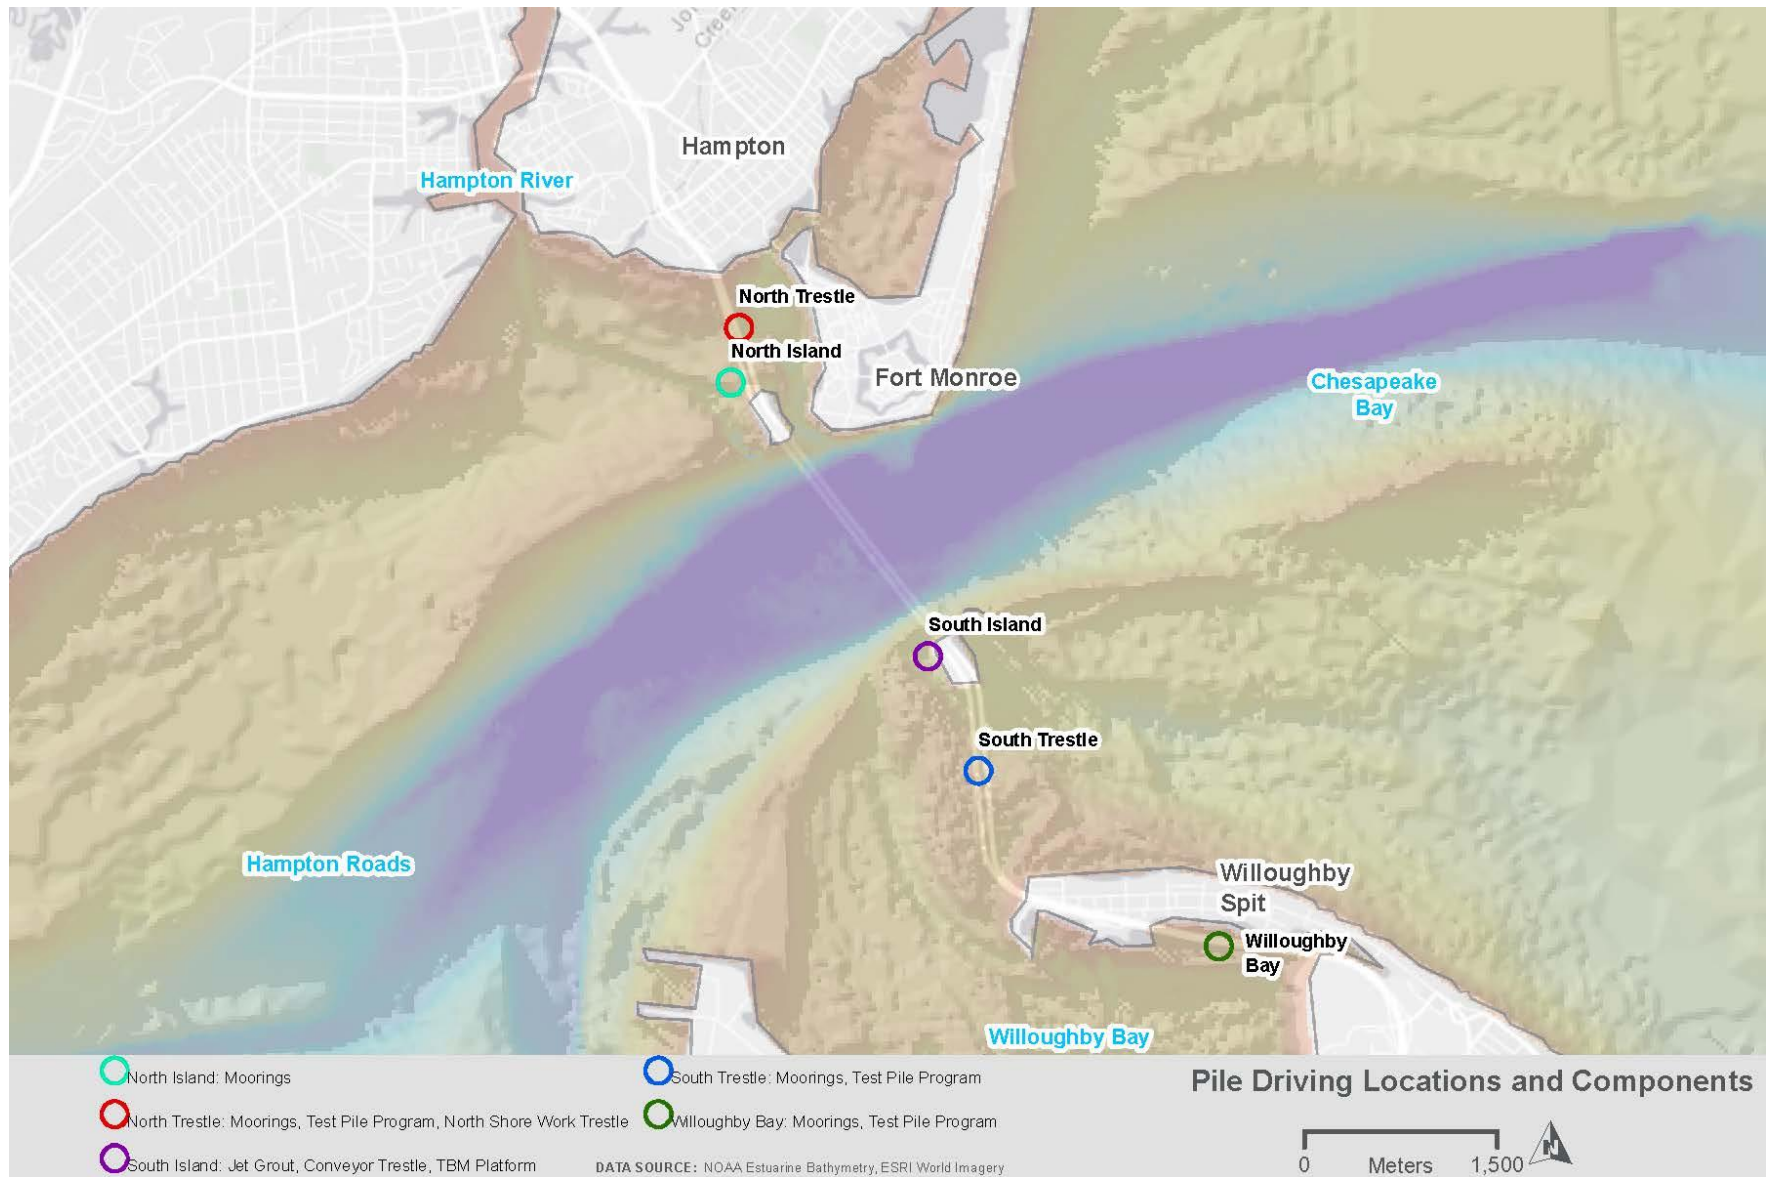 Hampton
Hampton River
North Trestle
North Island
Fort Monroe
Chesapeake
Bay
South Island
South Trestle
Hampton Roads
Willoughby
Spit
Willoughby
Bay
Willoughby Bay
North Island: Moorings
North Trestle: Moorings, Test Pile Program, North Shore Work Trestle
South Island: Jet Grout, Conveyor Trestle, TBM Platform
South Trestle: Moorings, Test Pile Program
Willoughby Bay: Moorings, Test Pile Program
DATA SOURCE: NOAA Estuarine Bathymetry, ESRI World Imagery
Pile Driving Locations and Components
0 Meters 1,500
N